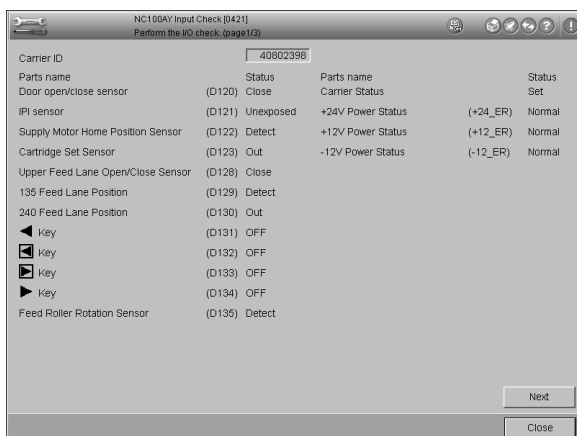 NC100AY Input Check [0421]
Perform the I/O check. (page1/3)
Carrier ID 40802398
Parts name Status Parts name Status
Door open/close sensor (D120) Close Carrier Status Set
IPI sensor (D121) Unexposed +24V Power Status (+24_ER) Normal
Supply Motor Home Position Sensor (D122) Detect +12V Power Status (+12_ER) Normal
Cartridge Set Sensor (D123) Out -12V Power Status (-12_ER) Normal
Upper Feed Lane Open/Close Sensor (D128) Close
135 Feed Lane Position (D129) Detect
240 Feed Lane Position (D130) Out
◀ Key (D131) OFF
◀ Key (D132) OFF
▶ Key (D133) OFF
▶ Key (D134) OFF
Feed Roller Rotation Sensor (D135) Detect
Next
Close